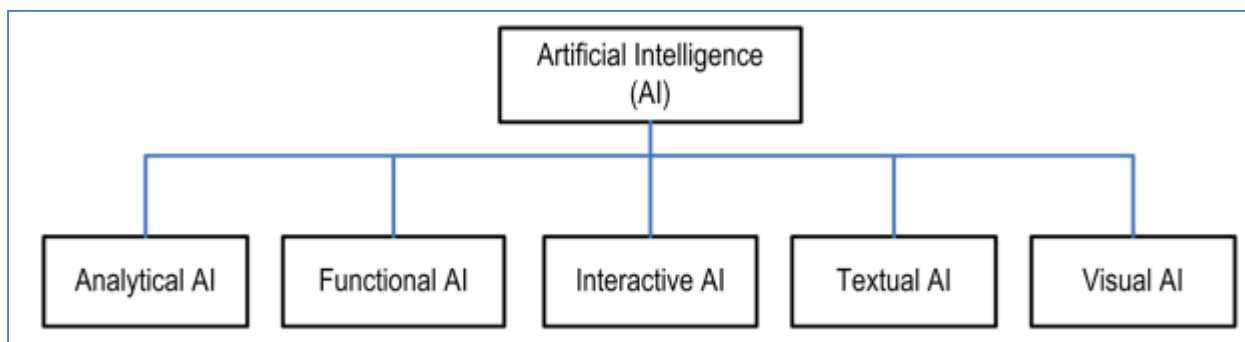 Artificial Intelligence
(AI)
Analytical AI
Functional AI
Interactive AI
Textual AI
Visual AI